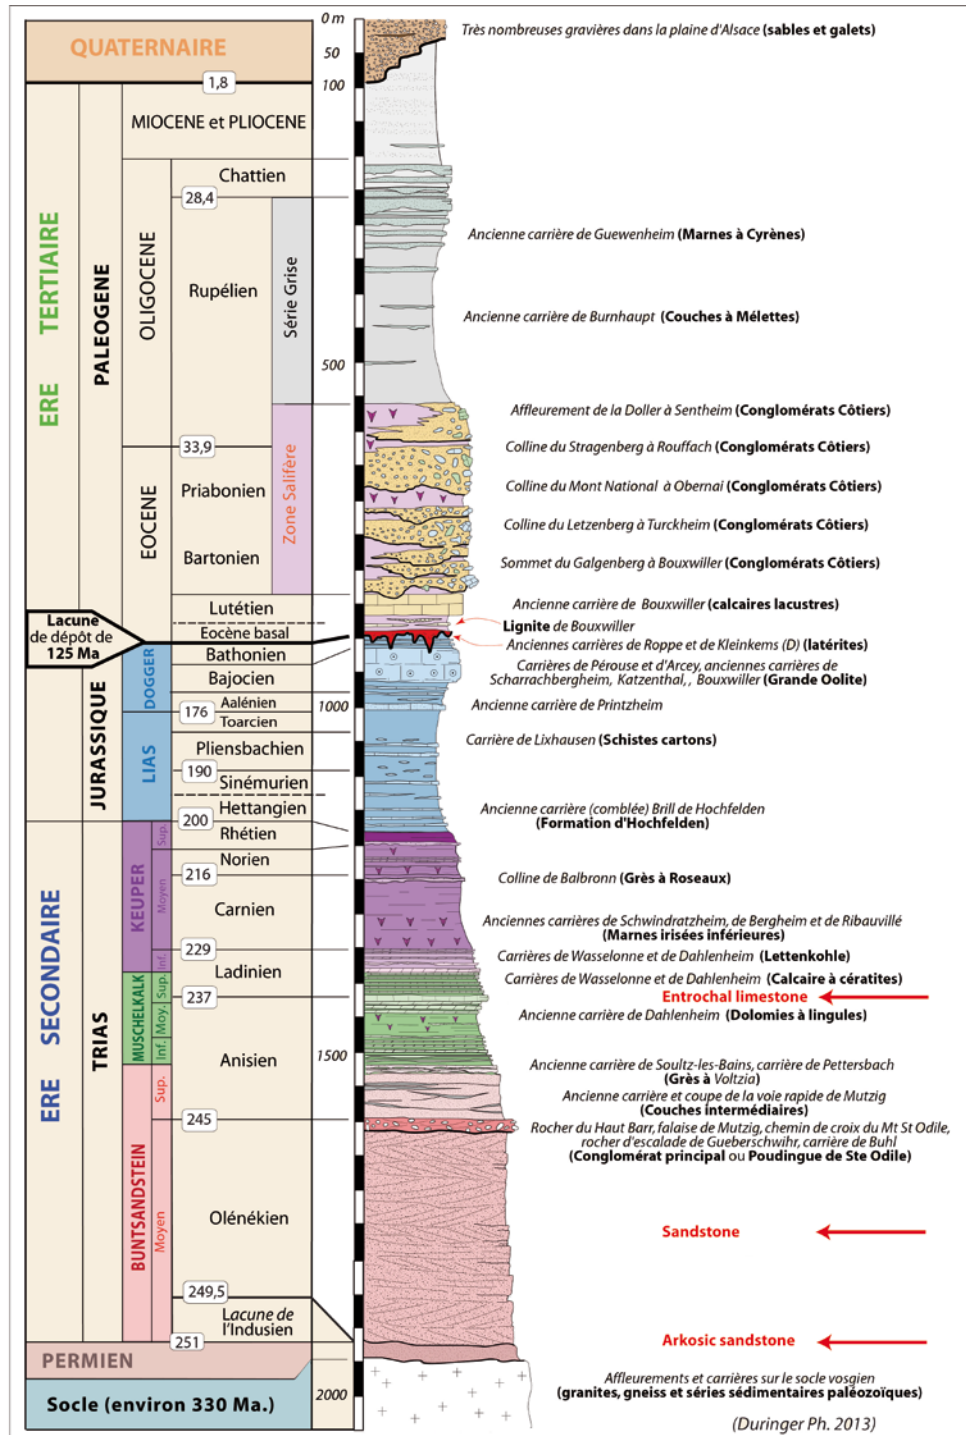 QUATERNAIRE
1,8
MIOCENE et PLIOCENE
ERE TERTIAIRE
PALEOGENE
OLIGOCENE
Chattien
28,4
Rupélien
Série Grise
33,9
EOCENE
Priabonien
Bartonien
Zone Salifère
Lutétien
Eocène basal
Lacune
de dépôt de
125 Ma
ERE SECONDAIRE
JURASSIQUE
DOGGER
Bathonien
Bajocien
Aalénien
176
LIAS
Toarcien
Pliensbachien
190
Sinémurien
Hettangien
200
TRIAS
KEUPER
Sup.
Moyen
Inf.
Rhétien
Norien
216
Carnien
229
Ladinien
MUSCHELKALK
Sup.
Moy.
Inf.
237
Anisien
BUNTSANDSTEIN
Sup.
Moyen
245
Olénékien
249,5
Lacune de
l'Indusien
251
PERMIEN
Socle (environ 330 Ma.)
0 m
50
100
500
1000
1500
2000
Très nombreuses gravières dans la plaine d'Alsace (sables et galets)
Ancienne carrière de Guewenheim (Marnes à Cyrènes)
Ancienne carrière de Burnhaupt (Couches à Mélettes)
Affleurement de la Doller à Sentheim (Conglomérats Côtiers)
Colline du Stragenberg à Rouffach (Conglomérats Côtiers)
Colline du Mont National à Obernai (Conglomérats Côtiers)
Colline du Letzenberg à Turckheim (Conglomérats Côtiers)
Sommet du Galgenberg à Bouxwiller (Conglomérats Côtiers)
Ancienne carrière de Bouxwiller (calcaires lacustres)
Lignite de Bouxwiller
Anciennes carrières de Roppe et de Kleinkems (D) (latérites)
Carrières de Pérouse et d'Arcey, anciennes carrières de
Scharrachbergheim, Katzenthal,, Bouxwiller (Grande Oolite)
Ancienne carrière de Printzheim
Carrière de Lixhausen (Schistes cartons)
Ancienne carrière (comblée) Brill de Hochfelden
(Formation d'Hochfelden)
Colline de Balbronn (Grès à Roseaux)
Anciennes carrières de Schwindratzheim, de Bergheim et de Ribauvillé
(Marnes irisées inférieures)
Carrières de Wasselonne et de Dahlenheim (Lettenkohle)
Carrières de Wasselonne et de Dahlenheim (Calcaire à cératites)
Entrochal limestone
Ancienne carrière de Dahlenheim (Dolomies à lingules)
Ancienne carrière de Soultz-les-Bains, carrière de Pettersbach
(Grès à Voltzia)
Ancienne carrière et coupe de la voie rapide de Mutzig
(Couches intermédiaires)
Rocher du Haut Barr, falaise de Mutzig, chemin de croix du Mt St Odile,
rocher d'escalade de Gueberschwihr, carrière de Buhl
(Conglomérat principal ou Poudingue de Ste Odile)
Sandstone
Arkosic sandstone
Affleurements et carrières sur le socle vosgien
(granites, gneiss et séries sédimentaires paléozoïques)
(Duringer Ph. 2013)